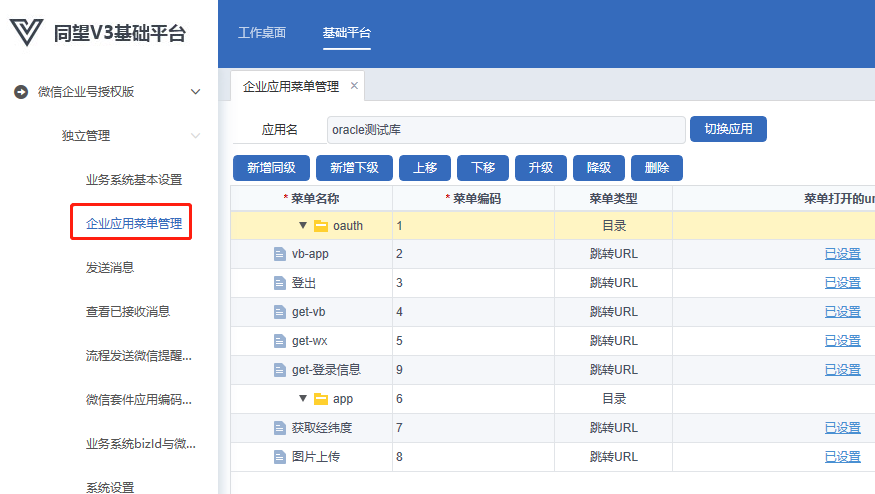 同望V3基础平台
工作桌面 基础平台
微信企业号授权版
独立管理
业务系统基本设置
企业应用菜单管理
发送消息
查看已接收消息
流程发送微信提醒...
微信套件应用编码...
业务系统bizId与微...
系统设置
企业应用菜单管理 ×
应用名 oracle测试库 切换应用
新增同级 新增下级 上移 下移 升级 降级 删除
* 菜单名称 * 菜单编码 菜单类型 菜单打开的ur
oauth 1 目录
vb-app 2 跳转URL 已设置
登出 3 跳转URL 已设置
get-vb 4 跳转URL 已设置
get-wx 5 跳转URL 已设置
get-登录信息 9 跳转URL 已设置
app 6 目录
获取经纬度 7 跳转URL 已设置
图片上传 8 跳转URL 已设置